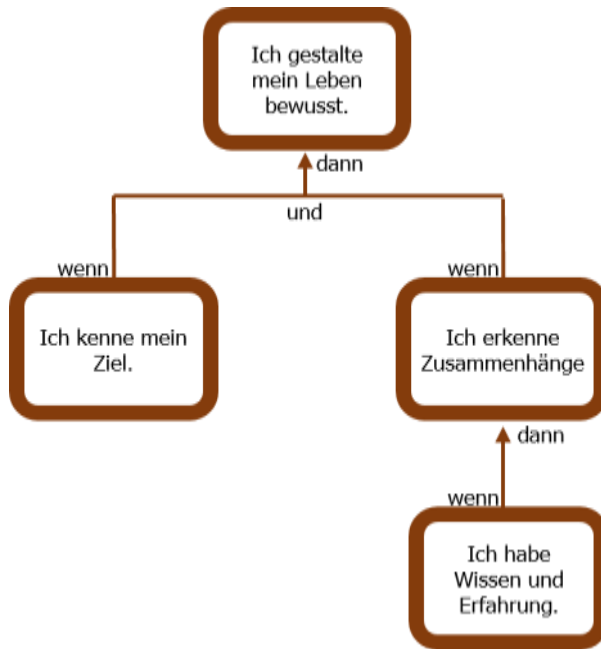 Ich gestalte
mein Leben
bewusst.
dann
und
wenn
wenn
Ich kenne mein
Ziel.
Ich erkenne
Zusammenhänge
dann
wenn
Ich habe
Wissen und
Erfahrung.